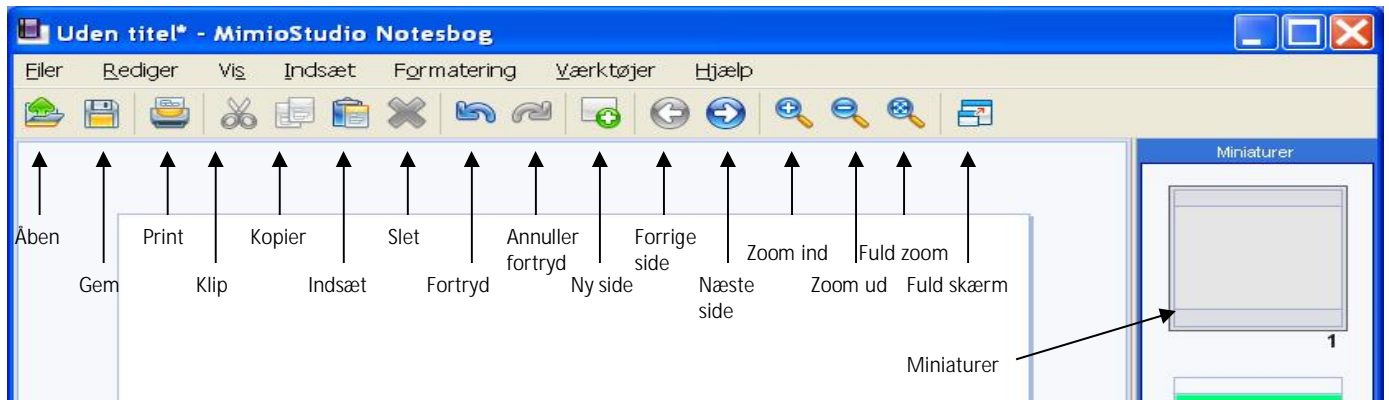 Uden titel* - MimioStudio Notesbog
Filer Rediger Vis Indsæt Formatering Værktøjer Hjælp
Miniaturer
Åben Print Kopier Slet Annuller fortryd Forrige side Zoom ind Fuld zoom
Gem Klip Indsæt Fortryd Ny side Næste side Zoom ud Fuld skærm
1
Miniaturer